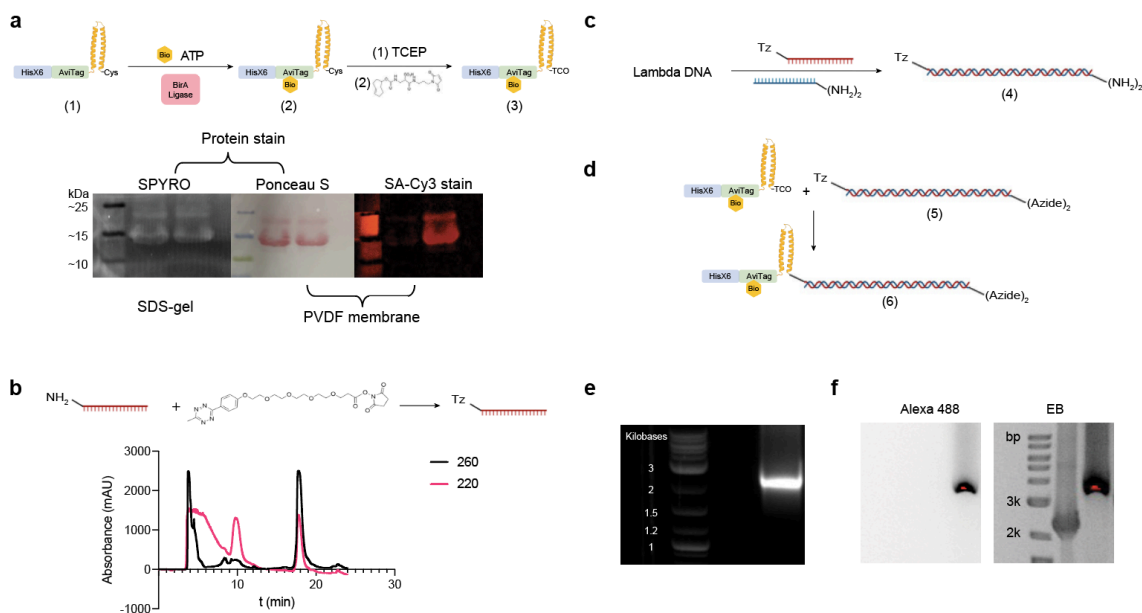 a
Bio
ATP
(1) TCEP
HisX6 AviTag -Cys
BirA
Ligase
HisX6 AviTag -Cys
Bio
(2)
HisX6 AviTag -TCO
Bio
(1)
(2)
(3)
Protein stain
SPYRO
Ponceau S
SA-Cy3 stain
kDa
~25
~15
~10
SDS-gel
PVDF membrane
b
NH2
+
Tz
Absorbance (mAU)
3000
2000
1000
0
-1000
10
20
30
t (min)
260
220
c
Tz
Lambda DNA
(NH2)2
Tz
(NH2)2
(4)
d
HisX6 AviTag -TCO
Bio
+
Tz
(Azide)2
(5)
HisX6 AviTag
Bio
(Azide)2
(6)
e
Kilobases
3
2
1.5
1.2
1
f
Alexa 488
EB
bp
3k
2k